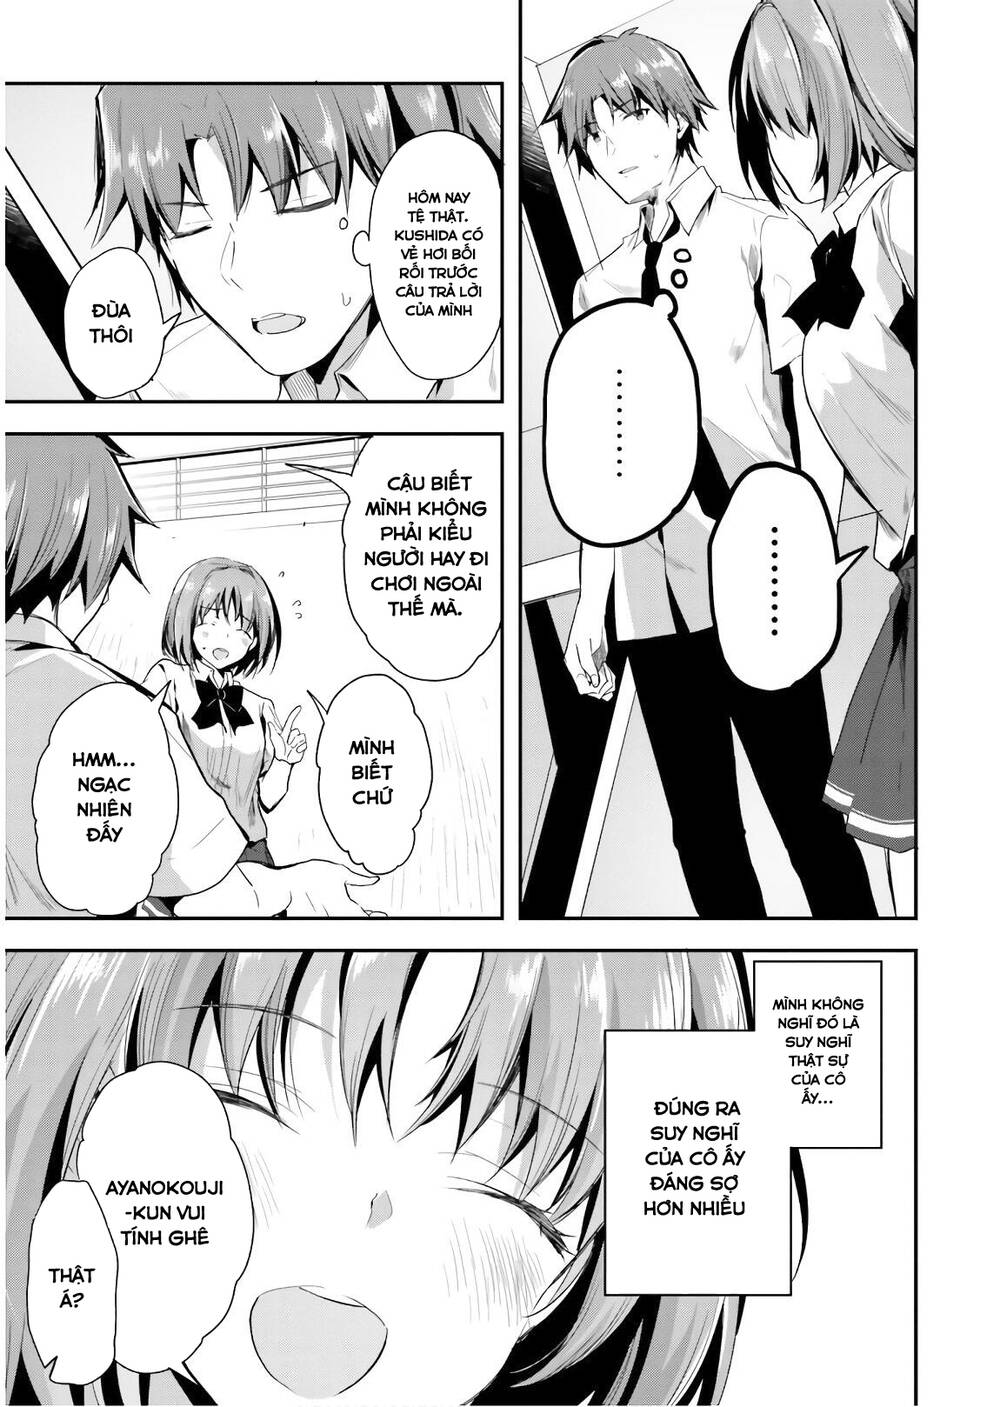 .........
.........
HÔM NAY
TỆ THẬT.
KUSHIDA CÓ
VẺ HƠI BỐI
RỐI TRƯỚC
CÂU TRẢ LỜI
CỦA MÌNH
ĐÙA
THÔI
CẬU BIẾT
MÌNH KHÔNG
PHẢI KIỂU
NGƯỜI HAY ĐI
CHƠI NGOÀI
THẾ MÀ.
MÌNH
BIẾT
CHỨ
HMM...
NGẠC
NHIÊN
ĐẤY
MÌNH KHÔNG
NGHĨ ĐÓ LÀ
SUY NGHĨ
THẬT SỰ
CỦA CÔ
ẤY...
ĐÚNG RA
SUY NGHĨ
CỦA CÔ ẤY
ĐÁNG SỢ
HƠN NHIỀU
AYANOKOUJI
-KUN VUI
TÍNH GHÊ
THẬT
Á?